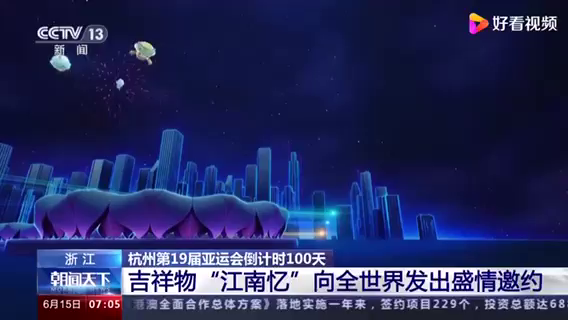 CCTV 13
新闻
好看视频
浙江
杭州第19届亚运会倒计时100天
朝闻天下
吉祥物“江南忆”向全世界发出盛情邀约
6月15日 07:05
港澳全面合作总体方案》落地实施一年来，签约项目229个，投资总额达68